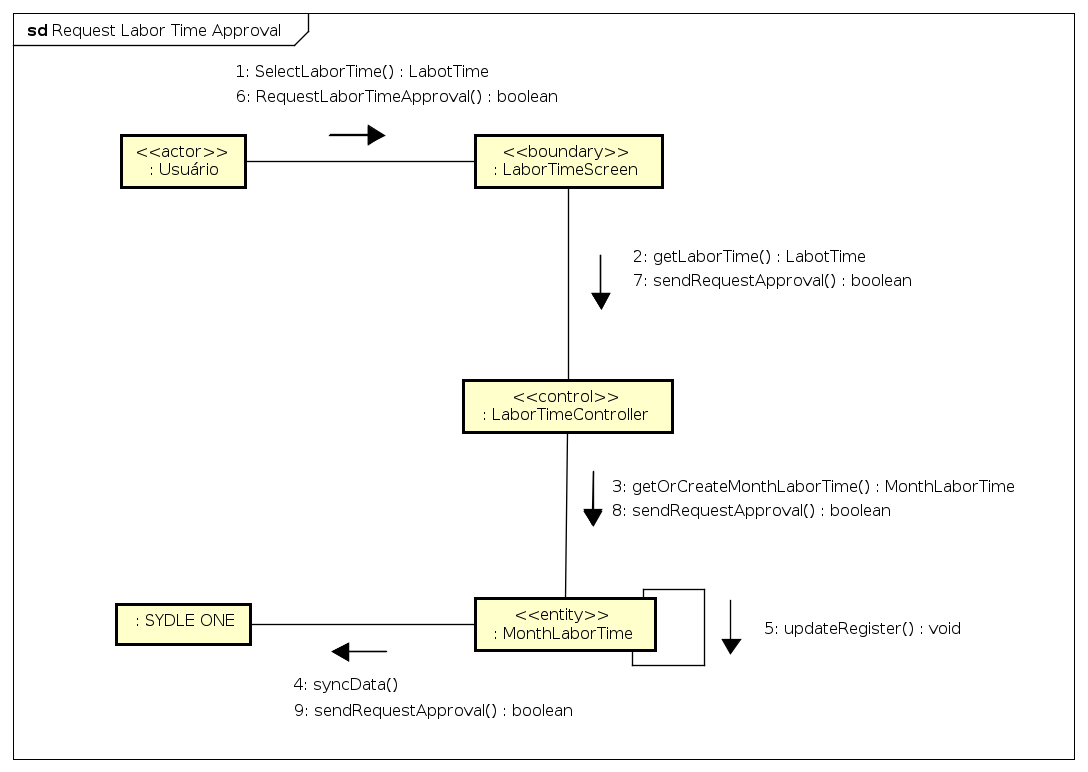 sd Request Labor Time Approval
1: SelectLaborTime() : LabotTime
6: RequestLaborTimeApproval() : boolean
<<actor>>
: Usuário
<<boundary>>
: LaborTimeScreen
2: getLaborTime() : LabotTime
7: sendRequestApproval() : boolean
<<control>>
: LaborTimeController
3: getOrCreateMonthLaborTime() : MonthLaborTime
8: sendRequestApproval() : boolean
: SYDLE ONE
<<entity>>
: MonthLaborTime
5: updateRegister() : void
4: syncData()
9: sendRequestApproval() : boolean